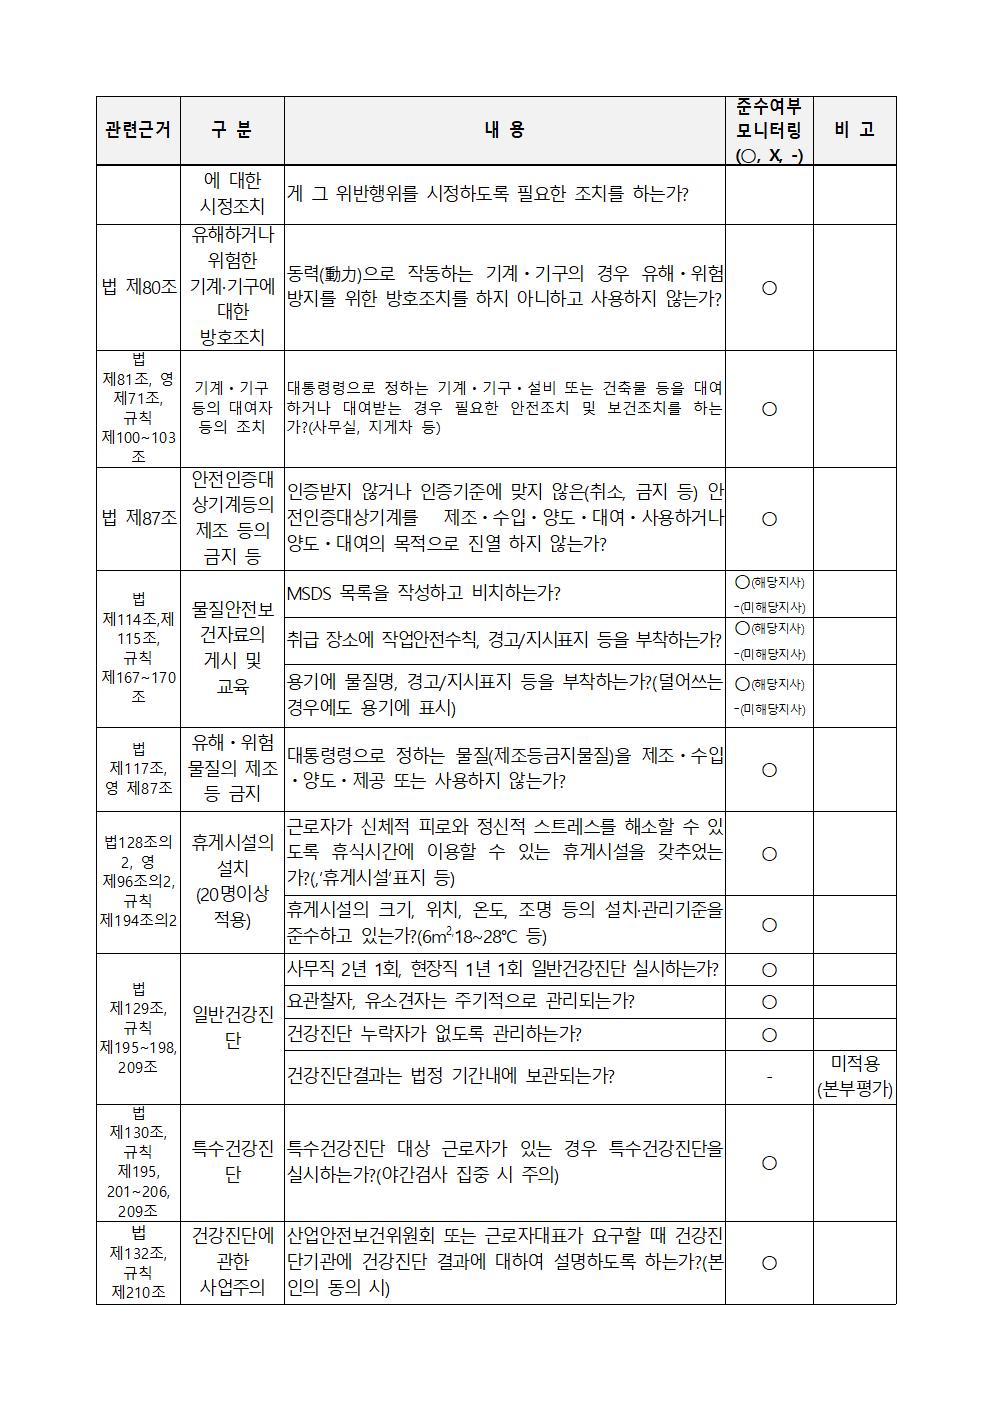 관련근거 구 분 내 용 준수여부 모니터링 (○, X, -) 비 고
에 대한
시정조치
게 그 위반행위를 시정하도록 필요한 조치를 하는가?
법 제80조
유해하거나
위험한
기계·기구에
대한
방호조치
동력(動力)으로 작동하는 기계・기구의 경우 유해・위험
방지를 위한 방호조치를 하지 아니하고 사용하지 않는가?
○
법
제81조, 영
제71조,
규칙
제100~103
조
기계・기구
등의 대여자
등의 조치
대통령령으로 정하는 기계・기구・설비 또는 건축물 등을 대여
하거나 대여받는 경우 필요한 안전조치 및 보건조치를 하는
가?(사무실, 지게차 등)
○
법 제87조
안전인증대
상기계등의
제조 등의
금지 등
인증받지 않거나 인증기준에 맞지 않은(취소, 금지 등) 안
전인증대상기계를 제조・수입・양도・대여・사용하거나
양도・대여의 목적으로 진열 하지 않는가?
○
법
제114조,제
115조,
규칙
제167~170
조
물질안전보
건자료의
게시 및
교육
MSDS 목록을 작성하고 비치하는가?
○(해당지사)
-(미해당지사)
취급 장소에 작업안전수칙, 경고/지시표지 등을 부착하는가?
○(해당지사)
-(미해당지사)
용기에 물질명, 경고/지시표지 등을 부착하는가?(덜어쓰는
경우에도 용기에 표시)
○(해당지사)
-(미해당지사)
법
제117조,
영 제87조
유해・위험
물질의 제조
등 금지
대통령령으로 정하는 물질(제조등금지물질)을 제조・수입
・양도・제공 또는 사용하지 않는가?
○
법128조의
2, 영
제96조의2,
규칙
제194조의2
휴게시설의
설치
(20명이상
적용)
근로자가 신체적 피로와 정신적 스트레스를 해소할 수 있
도록 휴식시간에 이용할 수 있는 휴게시설을 갖추었는
가?(,‘휴게시설’표지 등)
○
휴게시설의 크기, 위치, 온도, 조명 등의 설치·관리기준을
준수하고 있는가?(6m²·18~28℃ 등)
○
법
제129조,
규칙
제195~198,
209조
일반건강진
단
사무직 2년 1회, 현장직 1년 1회 일반건강진단 실시하는가?
○
요관찰자, 유소견자는 주기적으로 관리되는가?
○
건강진단 누락자가 없도록 관리하는가?
○
건강진단결과는 법정 기간내에 보관되는가?
-
미적용
(본부평가)
법
제130조,
규칙
제195,
201~206,
209조
특수건강진
단
특수건강진단 대상 근로자가 있는 경우 특수건강진단을
실시하는가?(야간검사 집중 시 주의)
○
법
제132조,
규칙
제210조
건강진단에
관한
사업주의
산업안전보건위원회 또는 근로자대표가 요구할 때 건강진
단기관에 건강진단 결과에 대하여 설명하도록 하는가?(본
인의 동의 시)
○